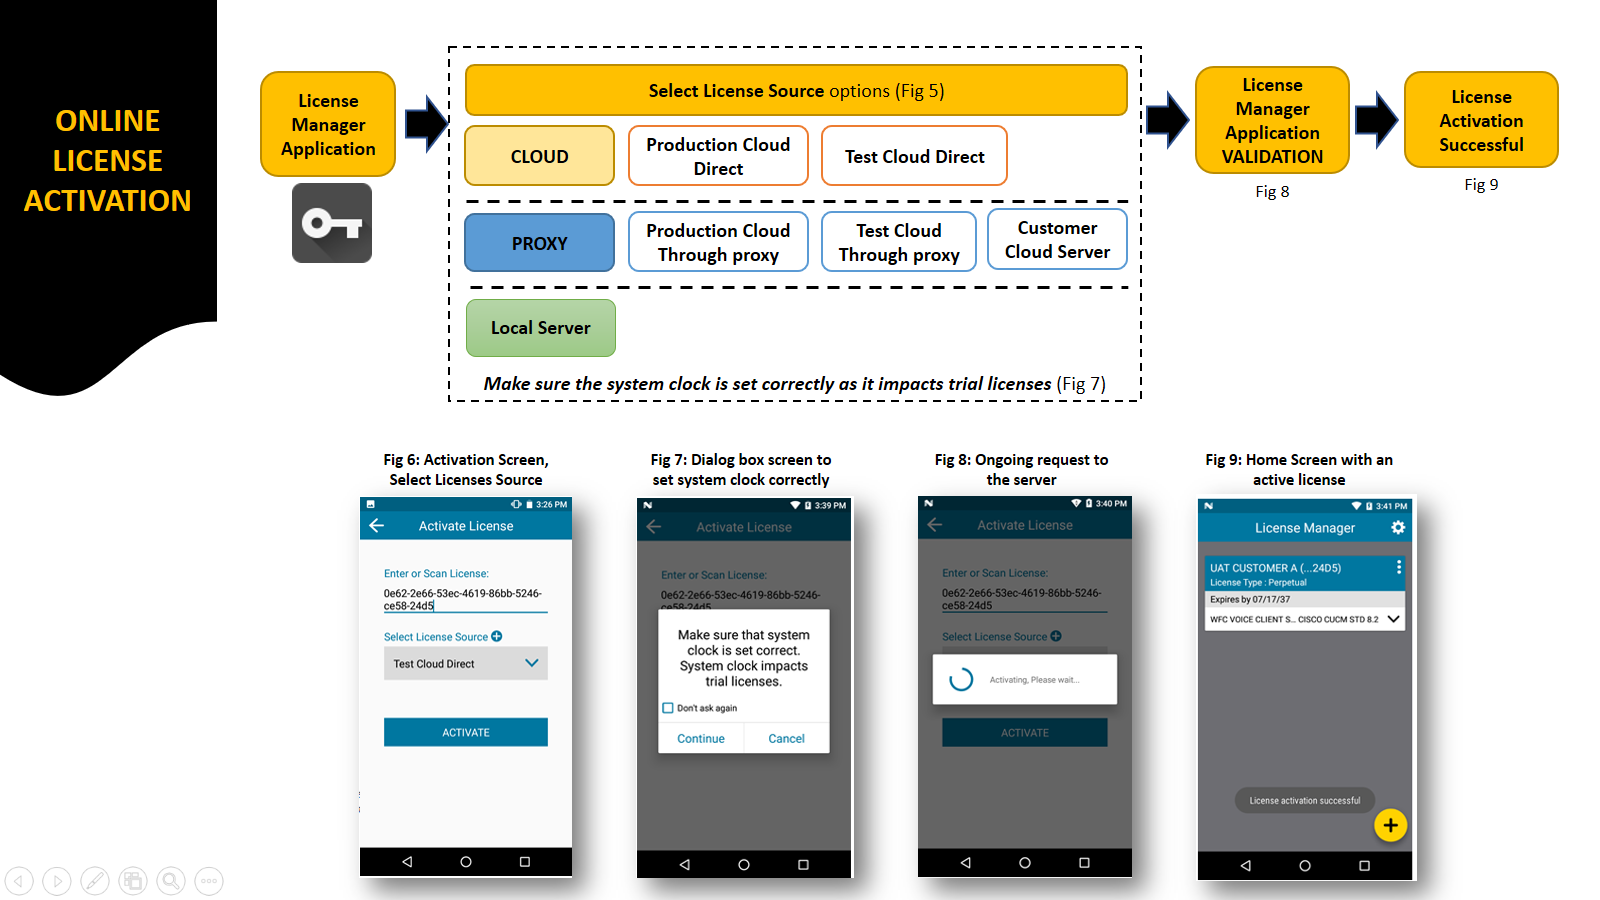 ONLINE
LICENSE
ACTIVATION
License
Manager
Application
Select License Source options (Fig 5)
CLOUD
Production Cloud
Direct
Test Cloud Direct
PROXY
Production Cloud
Through proxy
Test Cloud
Through proxy
Customer
Cloud Server
Local Server
Make sure the system clock is set correctly as it impacts trial licenses (Fig 7)
License
Manager
Application
VALIDATION
Fig 8
License
Activation
Successful
Fig 9
Fig 6: Activation Screen,
Select Licenses Source
3:26 PM
Activate License
Enter or Scan License:
0e62-2e66-53ec-4619-86bb-5246-
ce58-24d5
Select License Source
Test Cloud Direct
ACTIVATE
Fig 7: Dialog box screen to
set system clock correctly
3:39 PM
Activate License
Enter or Scan License:
0e62-2e66-53ec-4619-86bb-5246-
ce58-24d5
Make sure that system
clock is set correct.
System clock impacts
trial licenses.
Don't ask again
Continue
Cancel
Fig 8: Ongoing request to
the server
3:40 PM
Activate License
Enter or Scan License:
0e62-2e66-53ec-4619-86bb-5246-
ce58-24d5
Select License Source
Activating, Please wait...
ACTIVATE
Fig 9: Home Screen with an
active license
3:41 PM
License Manager
UAT CUSTOMER A (...24D5)
License Type : Perpetual
Expires by 07/17/37
WFC VOICE CLIENT S... CISCO CUCM STD 8.2
License activation successful